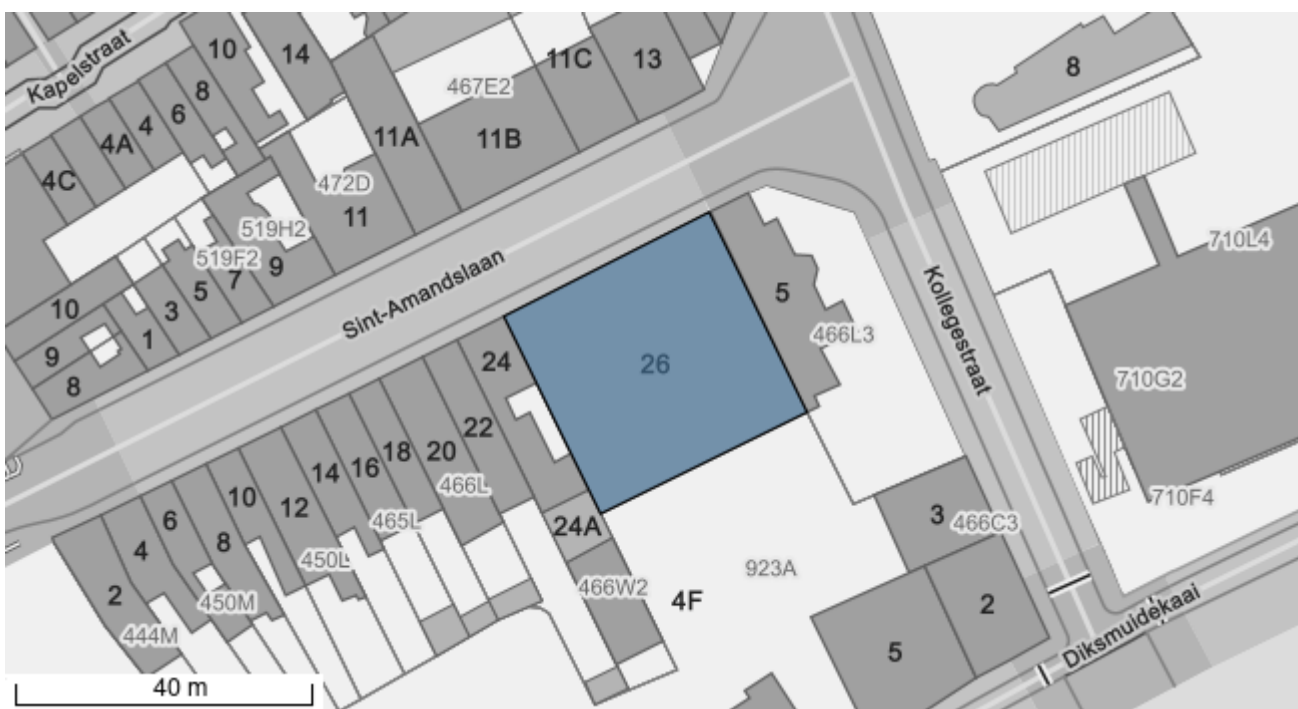 Kapelstraat
10
14
11C
13
8
8
467E2
6
11A
4
4A
11B
4C
472D
11
519H2
519F2
9
7
5
710L4
10
3
Sint-Amandslaan
5
Kollegestraat
1
9
466L3
8
24
26
710G2
22
18
20
16
14
466L
10
12
710F4
6
465L
3
466C3
4
8
24A
450L
923A
466W2
2
450M
4F
2
444M
5
Diksmuidekaai
40 m